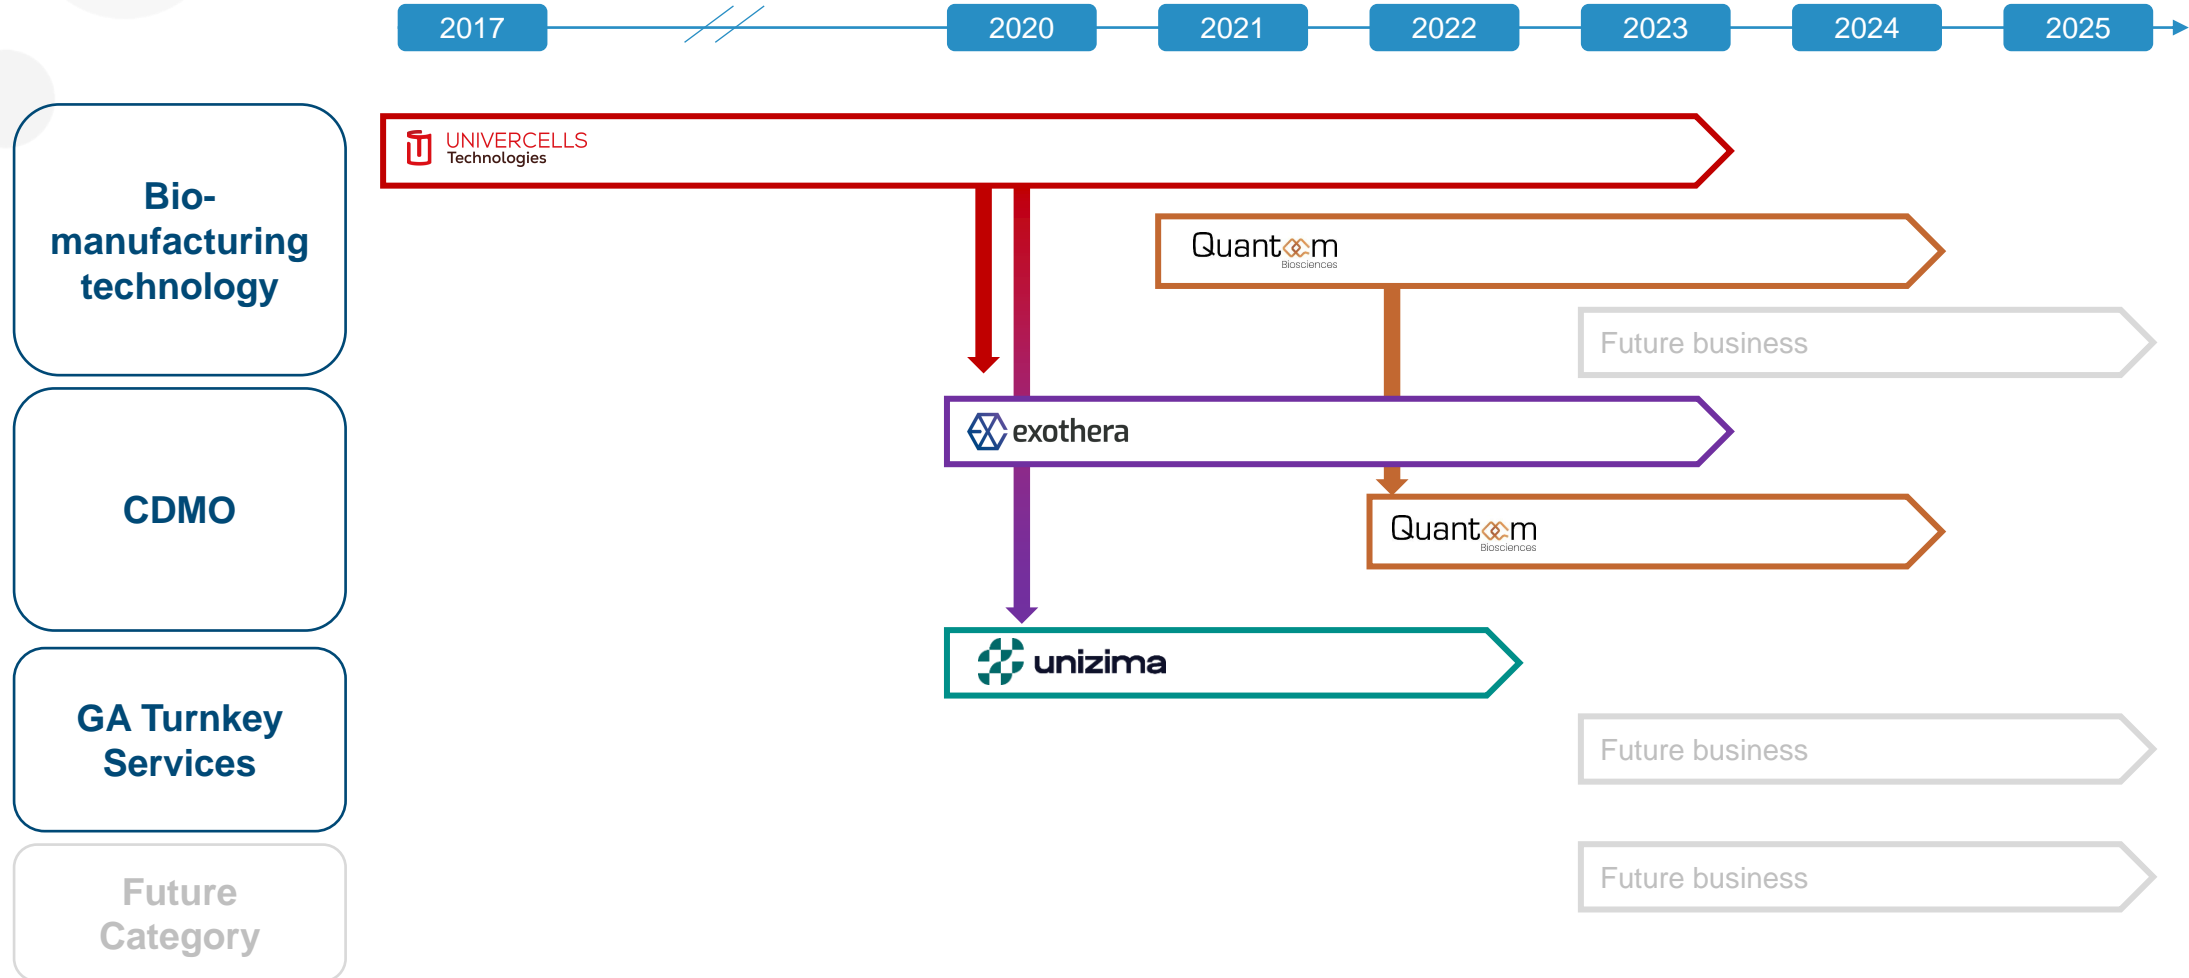 2017
2020
2021
2022
2023
2024
2025
Bio-
manufacturing
technology
UNIVERCELLS
Technologies
Quantoom
Biosciences
Future business
CDMO
exothera
Quantoom
Biosciences
GA Turnkey
Services
unizima
Future business
Future
Category
Future business